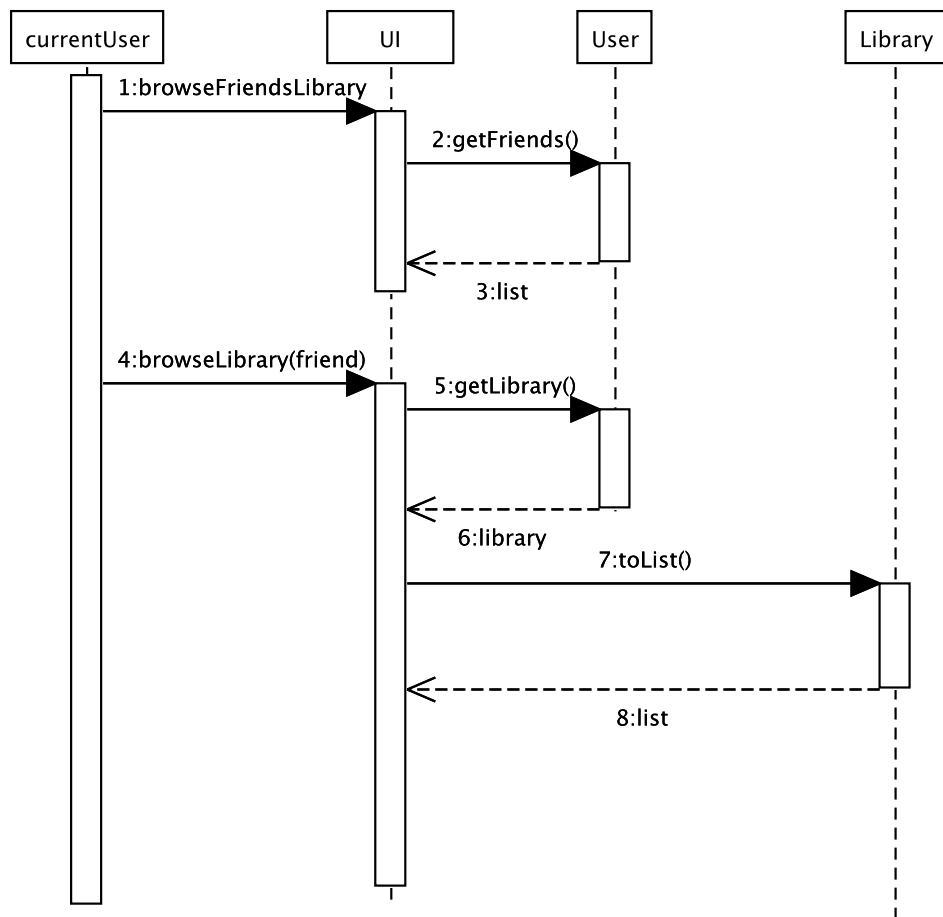 currentUser
UI
User
Library
1:browseFriendsLibrary
2:getFriends()
3:list
4:browseLibrary(friend)
5:getLibrary()
6:library
7:toList()
8:list